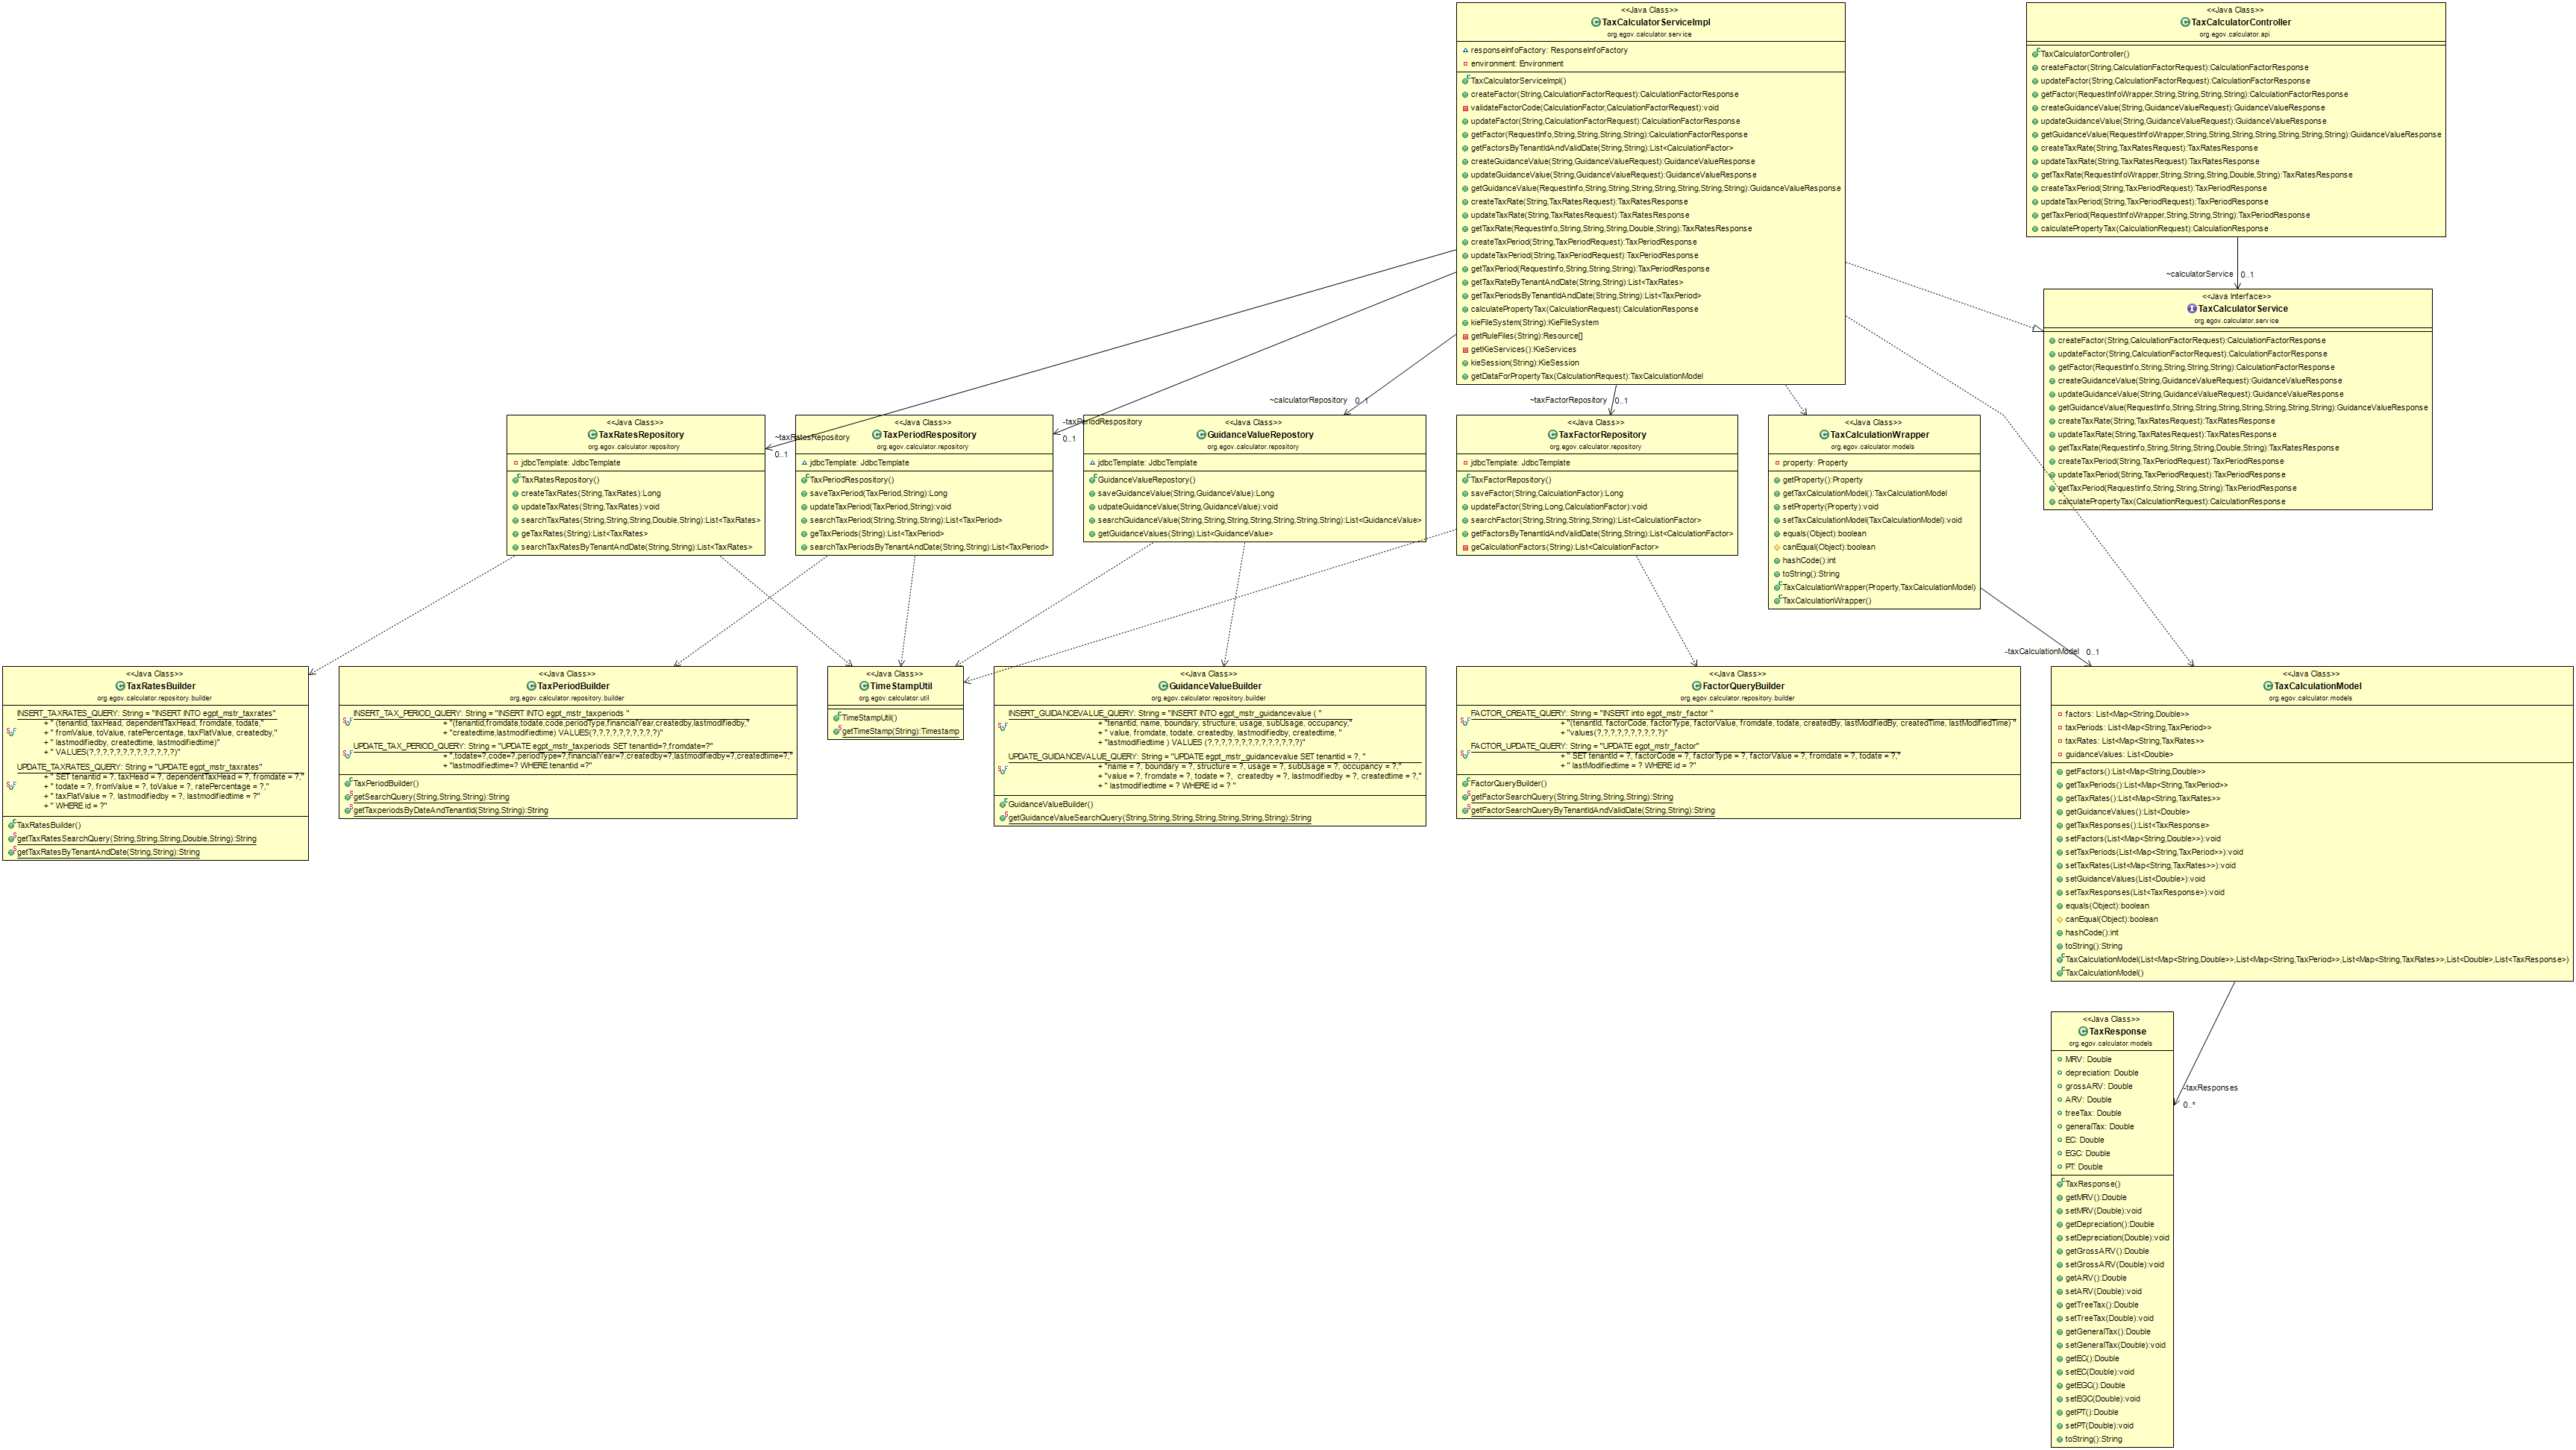 <<Java Class>>
TaxCalculatorServiceImpl
org.egov.calculator.service
responseInfoFactory: ResponseInfoFactory
environment: Environment
TaxCalculatorServiceImpl()
createFactor(String,CalculationFactorRequest):CalculationFactorResponse
validateFactorCode(CalculationFactor,CalculationFactorRequest):void
updateFactor(String,CalculationFactorRequest):CalculationFactorResponse
getFactor(RequestInfo,String,String,String,String):CalculationFactorResponse
getFactorsByTenantIdAndValidDate(String,String):List<CalculationFactor>
createGuidanceValue(String,GuidanceValueRequest):GuidanceValueResponse
updateGuidanceValue(String,GuidanceValueRequest):GuidanceValueResponse
getGuidanceValue(RequestInfo,String,String,String,String,String,String,String):GuidanceValueResponse
createTaxRate(String,TaxRatesRequest):TaxRatesResponse
updateTaxRate(String,TaxRatesRequest):TaxRatesResponse
getTaxRate(RequestInfo,String,String,String,Double,String):TaxRatesResponse
createTaxPeriod(String,TaxPeriodRequest):TaxPeriodResponse
updateTaxPeriod(String,TaxPeriodRequest):TaxPeriodResponse
getTaxPeriod(RequestInfo,String,String,String):TaxPeriodResponse
getTaxRateByTenantAndDate(String,String):List<TaxRates>
getTaxPeriodsByTenantIdAndDate(String,String):List<TaxPeriod>
calculatePropertyTax(CalculationRequest):CalculationResponse
kieFileSystem(String):KieFileSystem
getRuleFiles(String):Resource[]
getKieServices():KieServices
kieSession(String):KieSession
getDataForPropertyTax(CalculationRequest):TaxCalculationModel
<<Java Class>>
TaxCalculatorController
org.egov.calculator.api
TaxCalculatorController()
createFactor(String,CalculationFactorRequest):CalculationFactorResponse
updateFactor(String,CalculationFactorRequest):CalculationFactorResponse
getFactor(RequestInfoWrapper,String,String,String,String):CalculationFactorResponse
createGuidanceValue(String,GuidanceValueRequest):GuidanceValueResponse
updateGuidanceValue(String,GuidanceValueRequest):GuidanceValueResponse
getGuidanceValue(RequestInfoWrapper,String,String,String,String,String,String,String):GuidanceValueResponse
createTaxRate(String,TaxRatesRequest):TaxRatesResponse
updateTaxRate(String,TaxRatesRequest):TaxRatesResponse
getTaxRate(RequestInfoWrapper,String,String,String,Double,String):TaxRatesResponse
createTaxPeriod(String,TaxPeriodRequest):TaxPeriodResponse
updateTaxPeriod(String,TaxPeriodRequest):TaxPeriodResponse
getTaxPeriod(RequestInfoWrapper,String,String,String):TaxPeriodResponse
calculatePropertyTax(CalculationRequest):CalculationResponse
~calculatorService 0..1
<<Java Interface>>
TaxCalculatorService
org.egov.calculator.service
createFactor(String,CalculationFactorRequest):CalculationFactorResponse
updateFactor(String,CalculationFactorRequest):CalculationFactorResponse
getFactor(RequestInfo,String,String,String,String):CalculationFactorResponse
createGuidanceValue(String,GuidanceValueRequest):GuidanceValueResponse
updateGuidanceValue(String,GuidanceValueRequest):GuidanceValueResponse
getGuidanceValue(RequestInfo,String,String,String,String,String,String,String):GuidanceValueResponse
createTaxRate(String,TaxRatesRequest):TaxRatesResponse
updateTaxRate(String,TaxRatesRequest):TaxRatesResponse
getTaxRate(RequestInfo,String,String,String,Double,String):TaxRatesResponse
createTaxPeriod(String,TaxPeriodRequest):TaxPeriodResponse
updateTaxPeriod(String,TaxPeriodRequest):TaxPeriodResponse
getTaxPeriod(RequestInfo,String,String,String):TaxPeriodResponse
calculatePropertyTax(CalculationRequest):CalculationResponse
~calculatorRepository 0..1
~taxFactorRepository 0..1
<<Java Class>>
TaxRatesRepository
org.egov.calculator.repository
jdbcTemplate: JdbcTemplate
TaxRatesRepository()
createTaxRates(String,TaxRates):Long
updateTaxRates(String,TaxRates):void
searchTaxRates(String,String,String,Double,String):List<TaxRates>
geTaxRates(String):List<TaxRates>
searchTaxRatesByTenantAndDate(String,String):List<TaxRates>
~taxRatesRepository
0..1
<<Java Class>>
TaxPeriodRespository
org.egov.calculator.repository
jdbcTemplate: JdbcTemplate
TaxPeriodRespository()
saveTaxPeriod(TaxPeriod,String):Long
updateTaxPeriod(TaxPeriod,String):void
searchTaxPeriod(String,String,String):List<TaxPeriod>
geTaxPeriods(String):List<TaxPeriod>
searchTaxPeriodsByTenantAndDate(String,String):List<TaxPeriod>
-taxPeriodRespository
0..1
<<Java Class>>
GuidanceValueRepostory
org.egov.calculator.repository
jdbcTemplate: JdbcTemplate
GuidanceValueRepostory()
saveGuidanceValue(String,GuidanceValue):Long
udpateGuidanceValue(String,GuidanceValue):void
searchGuidanceValue(String,String,String,String,String,String,String):List<GuidanceValue>
getGuidanceValues(String):List<GuidanceValue>
<<Java Class>>
TaxFactorRepository
org.egov.calculator.repository
jdbcTemplate: JdbcTemplate
TaxFactorRepository()
saveFactor(String,CalculationFactor):Long
updateFactor(String,Long,CalculationFactor):void
searchFactor(String,String,String,String):List<CalculationFactor>
getFactorsByTenantIdAndValidDate(String,String):List<CalculationFactor>
geCalculationFactors(String):List<CalculationFactor>
<<Java Class>>
TaxCalculationWrapper
org.egov.calculator.models
property: Property
getProperty():Property
getTaxCalculationModel():TaxCalculationModel
setProperty(Property):void
setTaxCalculationModel(TaxCalculationModel):void
equals(Object):boolean
canEqual(Object):boolean
hashCode():int
toString():String
TaxCalculationWrapper(Property,TaxCalculationModel)
TaxCalculationWrapper()
-taxCalculationModel 0..1
<<Java Class>>
TaxRatesBuilder
org.egov.calculator.repository.builder
INSERT_TAXRATES_QUERY: String = "INSERT INTO egpt_mstr_taxrates"
+ " (tenantid, taxHead, dependentTaxHead, fromdate, todate,"
+ " fromValue, toValue, ratePercentage, taxFlatValue, createdby,"
+ " lastmodifiedby, createdtime, lastmodifiedtime)"
+ " VALUES(?,?,?,?,?,?,?,?,?,?,?,?,?)"
UPDATE_TAXRATES_QUERY: String = "UPDATE egpt_mstr_taxrates"
+ " SET tenantid = ?, taxHead = ?, dependentTaxHead = ?, fromdate = ?,"
+ " todate = ?, fromValue = ?, toValue = ?, ratePercentage = ?,"
+ " taxFlatValue = ?, lastmodifiedby = ?, lastmodifiedtime = ?"
+ " WHERE id = ?"
TaxRatesBuilder()
getTaxRatesSearchQuery(String,String,String,Double,String):String
getTaxRatesByTenantAndDate(String,String):String
<<Java Class>>
TaxPeriodBuilder
org.egov.calculator.repository.builder
INSERT_TAX_PERIOD_QUERY: String = "INSERT INTO egpt_mstr_taxperiods "
+ "(tenantid,fromdate,todate,code,periodType,financialYear,createdby,lastmodifiedby,"
+ "createdtime,lastmodifiedtime) VALUES(?,?,?,?,?,?,?,?,?,?)"
UPDATE_TAX_PERIOD_QUERY: String = "UPDATE egpt_mstr_taxperiods SET tenantid=?,fromdate=?"
+ ",todate=?,code=?,periodType=?,financialYear=?,createdby=?,lastmodifiedby=?,createdtime=?,"
+ "lastmodifiedtime=? WHERE tenantid =?"
TaxPeriodBuilder()
getSearchQuery(String,String,String):String
getTaxperiodsByDateAndTenantId(String,String):String
<<Java Class>>
TimeStampUtil
org.egov.calculator.util
TimeStampUtil()
getTimeStamp(String):Timestamp
<<Java Class>>
GuidanceValueBuilder
org.egov.calculator.repository.builder
INSERT_GUIDANCEVALUE_QUERY: String = "INSERT INTO egpt_mstr_guidancevalue ( "
+ "tenantid, name, boundary, structure, usage, subUsage, occupancy,"
+ " value, fromdate, todate, createdby, lastmodifiedby, createdtime, "
+ "lastmodifiedtime ) VALUES (?,?,?,?,?,?,?,?,?,?,?,?,?,?)"
UPDATE_GUIDANCEVALUE_QUERY: String = "UPDATE egpt_mstr_guidancevalue SET tenantid = ?, "
+ "name = ?, boundary = ?, structure = ?, usage = ?, subUsage = ?, occupancy = ?,"
+ "value = ?, fromdate = ?, todate = ?,  createdby = ?, lastmodifiedby = ?, createdtime = ?,"
+ " lastmodifiedtime = ? WHERE id = ? "
GuidanceValueBuilder()
getGuidanceValueSearchQuery(String,String,String,String,String,String,String):String
<<Java Class>>
FactorQueryBuilder
org.egov.calculator.repository.builder
FACTOR_CREATE_QUERY: String = "INSERT into egpt_mstr_factor "
+ "(tenantId, factorCode, factorType, factorValue, fromdate, todate, createdBy, lastModifiedBy, createdTime, lastModifiedTime) "
+ "values(?,?,?,?,?,?,?,?,?,?)"
FACTOR_UPDATE_QUERY: String = "UPDATE egpt_mstr_factor"
+ " SET tenantId = ?, factorCode = ?, factorType = ?, factorValue = ?, fromdate = ?, todate = ?,"
+ " lastModifiedtime = ? WHERE id = ?"
FactorQueryBuilder()
getFactorSearchQuery(String,String,String,String):String
getFactorSearchQueryByTenantIdAndValidDate(String,String):String
<<Java Class>>
TaxCalculationModel
org.egov.calculator.models
factors: List<Map<String,Double>>
taxPeriods: List<Map<String,TaxPeriod>>
taxRates: List<Map<String,TaxRates>>
guidanceValues: List<Double>
getFactors():List<Map<String,Double>>
getTaxPeriods():List<Map<String,TaxPeriod>>
getTaxRates():List<Map<String,TaxRates>>
getGuidanceValues():List<Double>
getTaxResponses():List<TaxResponse>
setFactors(List<Map<String,Double>>):void
setTaxPeriods(List<Map<String,TaxPeriod>>):void
setTaxRates(List<Map<String,TaxRates>>):void
setGuidanceValues(List<Double>):void
setTaxResponses(List<TaxResponse>):void
equals(Object):boolean
canEqual(Object):boolean
hashCode():int
toString():String
TaxCalculationModel(List<Map<String,Double>>,List<Map<String,TaxPeriod>>,List<Map<String,TaxRates>>,List<Double>,List<TaxResponse>)
TaxCalculationModel()
-taxResponses
0..*
<<Java Class>>
TaxResponse
org.egov.calculator.models
MRV: Double
depreciation: Double
grossARV: Double
ARV: Double
treeTax: Double
generalTax: Double
EC: Double
EGC: Double
PT: Double
TaxResponse()
getMRV():Double
setMRV(Double):void
getDepreciation():Double
setDepreciation(Double):void
getGrossARV():Double
setGrossARV(Double):void
getARV():Double
setARV(Double):void
getTreeTax():Double
setTreeTax(Double):void
getGeneralTax():Double
setGeneralTax(Double):void
getEC():Double
setEC(Double):void
getEGC():Double
setEGC(Double):void
getPT():Double
setPT(Double):void
toString():String